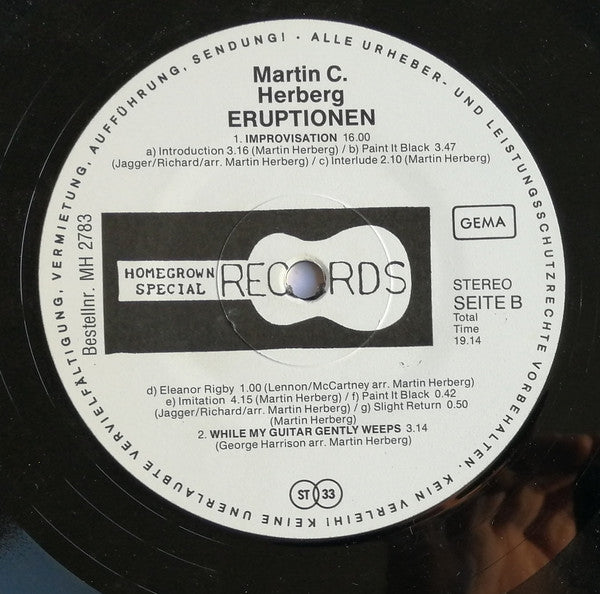 KEINE UNERLAUBTE VERVIELFÄLTIGUNG, VERMIETUNG, AUFFÜHRUNG, SENDUNG! · ALLE URHEBER- UND LEISTUNGSSCHUTZRECHTE VORBEHALTEN. KEIN VERLEIH!
Martin C.
Herberg
ERUPTIONEN
1. IMPROVISATION 16.00
a) Introduction 3.16 (Martin Herberg) / b) Paint It Black 3.47
(Jagger/Richard/arr. Martin Herberg) / c) Interlude 2.10 (Martin Herberg)
Bestellnr. MH 2783
HOMEGROWN
SPECIAL
RECORDS
GEMA
STEREO
SEITE B
Total
Time
19.14
d) Eleanor Rigby 1.00 (Lennon/McCartney arr. Martin Herberg)
e) Imitation 4.15 (Martin Herberg) / f) Paint It Black 0.42
(Jagger/Richard/arr. Martin Herberg) / g) Slight Return 0.50
(Martin Herberg)
2. WHILE MY GUITAR GENTLY WEEPS 3.14
(George Harrison arr. Martin Herberg)
ST 33